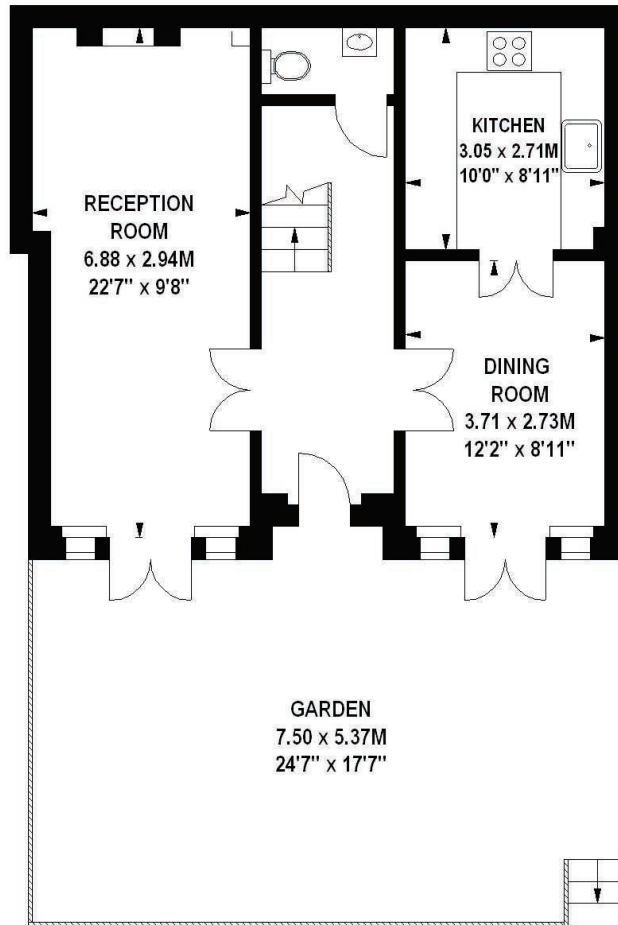 KITCHEN
3.05 x 2.71M
10'0" x 8'11"
RECEPTION
ROOM
6.88 x 2.94M
22'7" x 9'8"
DINING
ROOM
3.71 x 2.73M
12'2" x 8'11"
GARDEN
7.50 x 5.37M
24'7" x 17'7"